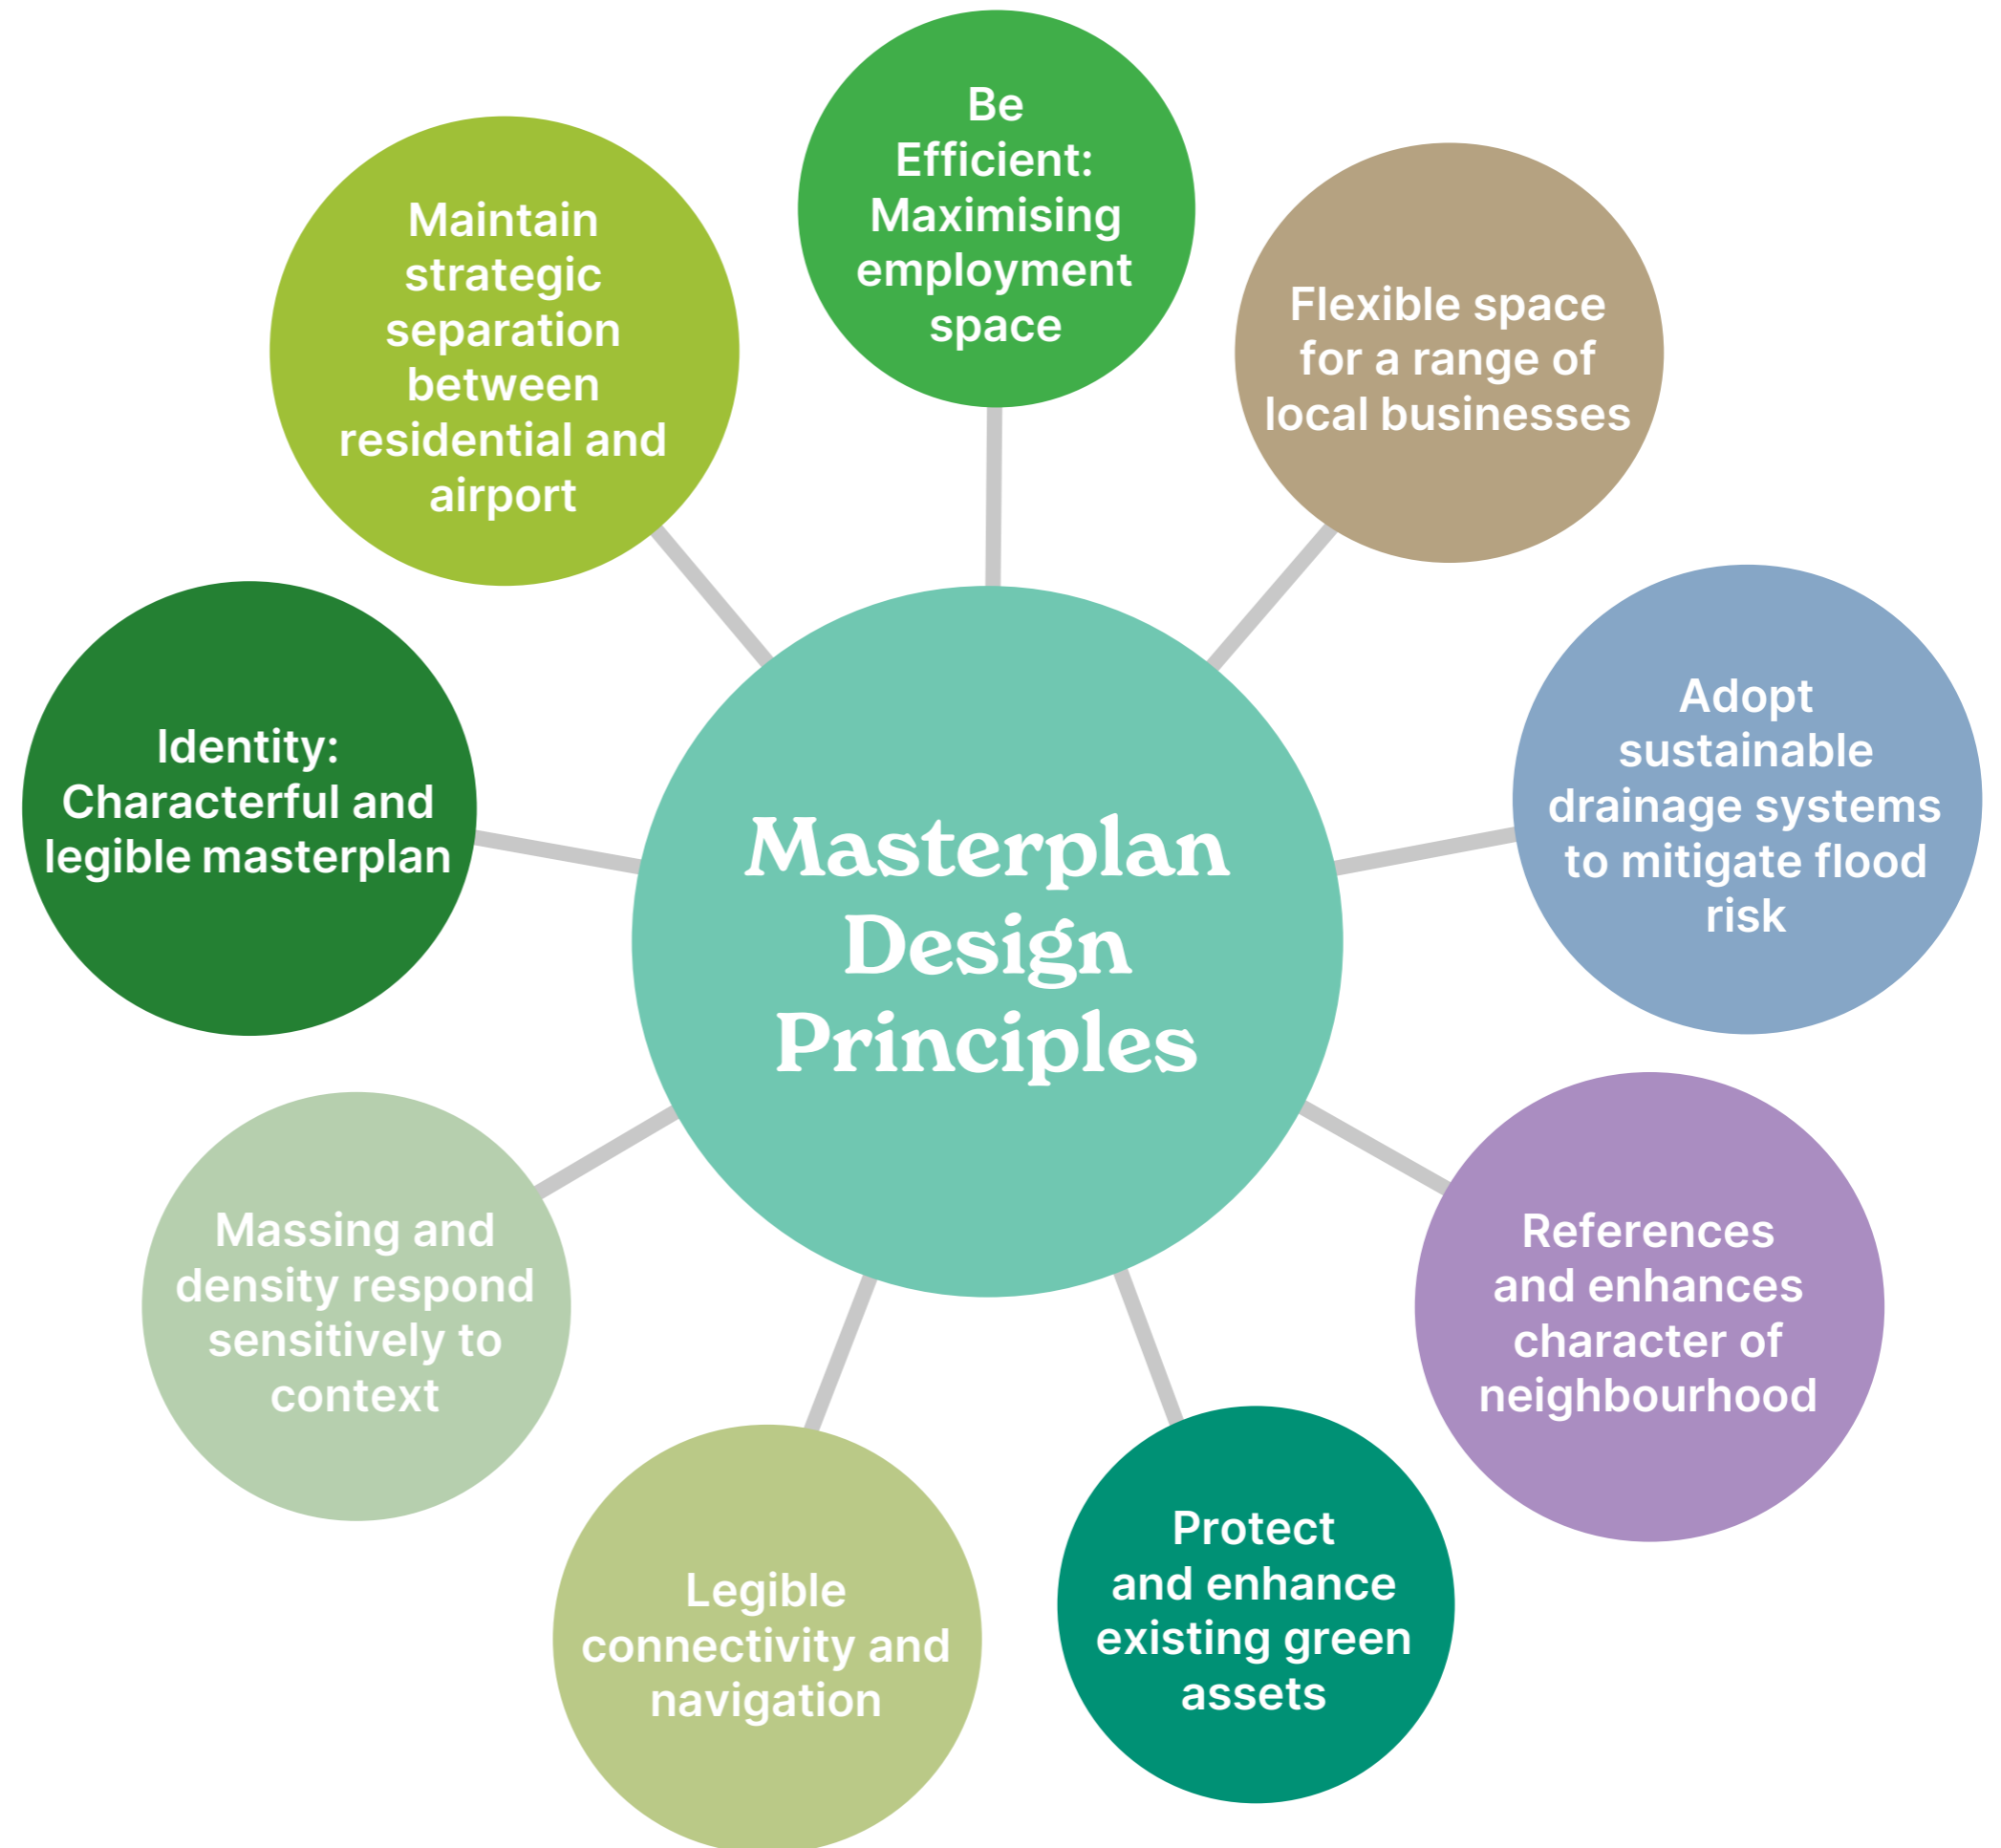 Be
Efficient:
Maximising
employment
space
Flexible space
for a range of
local businesses
Adopt
sustainable
drainage systems
to mitigate flood
risk
References
and enhances
character of
neighbourhood
Protect
and enhance
existing green
assets
Legible
connectivity and
navigation
Massing and
density respond
sensitively to
context
Identity:
Characterful and
legible masterplan
Maintain
strategic
separation
between
residential and
airport
Masterplan
Design
Principles